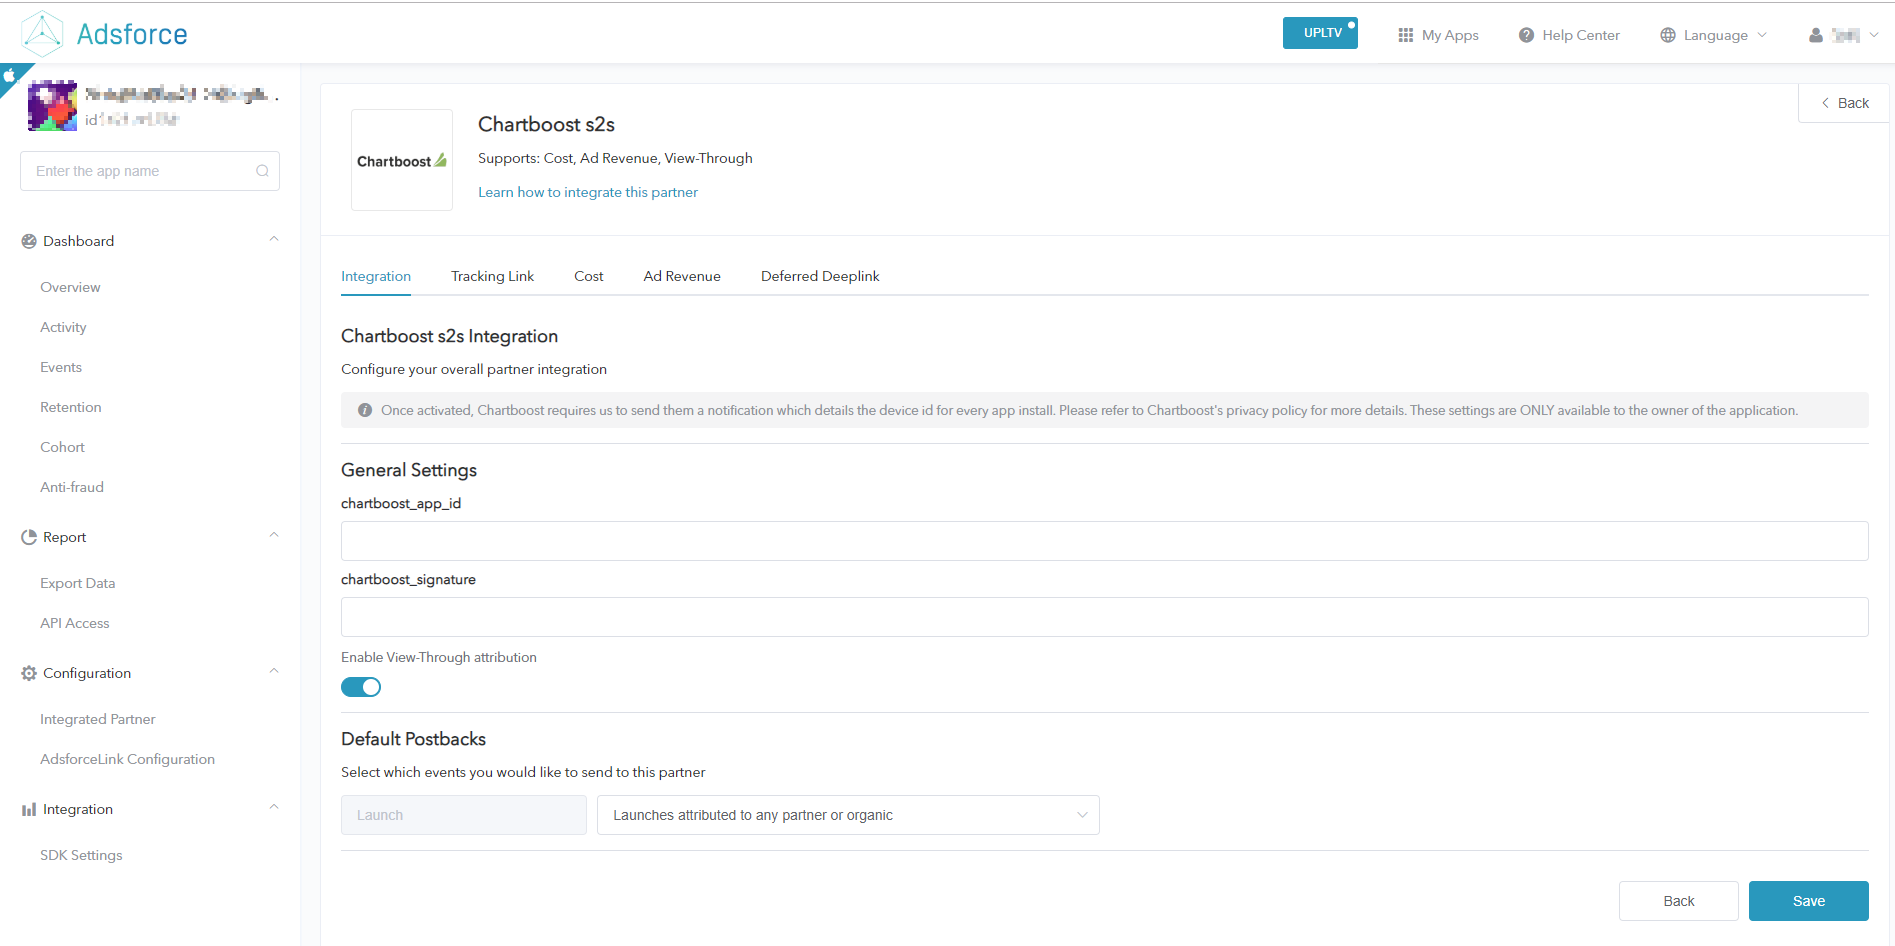 Adsforce
UPLTV
My Apps
Help Center
Language
id
Enter the app name
Dashboard
Overview
Activity
Events
Retention
Cohort
Anti-fraud
Report
Export Data
API Access
Configuration
Integrated Partner
AdsforceLink Configuration
Integration
SDK Settings
Back
Chartboost
Chartboost s2s
Supports: Cost, Ad Revenue, View-Through
Learn how to integrate this partner
Integration Tracking Link Cost Ad Revenue Deferred Deeplink
Chartboost s2s Integration
Configure your overall partner integration
Once activated, Chartboost requires us to send them a notification which details the device id for every app install. Please refer to Chartboost's privacy policy for more details. These settings are ONLY available to the owner of the application.
General Settings
chartboost_app_id
chartboost_signature
Enable View-Through attribution
Default Postbacks
Select which events you would like to send to this partner
Launch
Launches attributed to any partner or organic
Back
Save